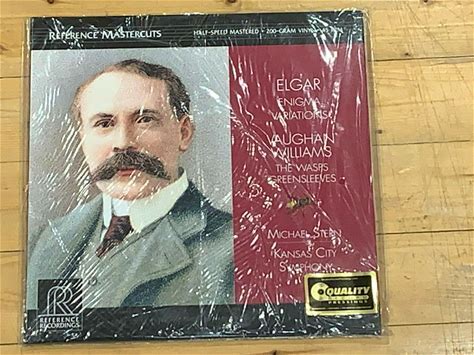 REFERENCE MASTERCUTS
HALF-SPEED MASTERED • 200-GRAM VINYL
ELGAR
ENIGMA
VARIATIONS
VAUGHAN
WILLIAMS
THE WASPS
GREENSLEEVES
MICHAEL STERN
KANSAS CITY
SYMPHONY
QUALITY
PRESSINGS
RR
REFERENCE
RECORDINGS